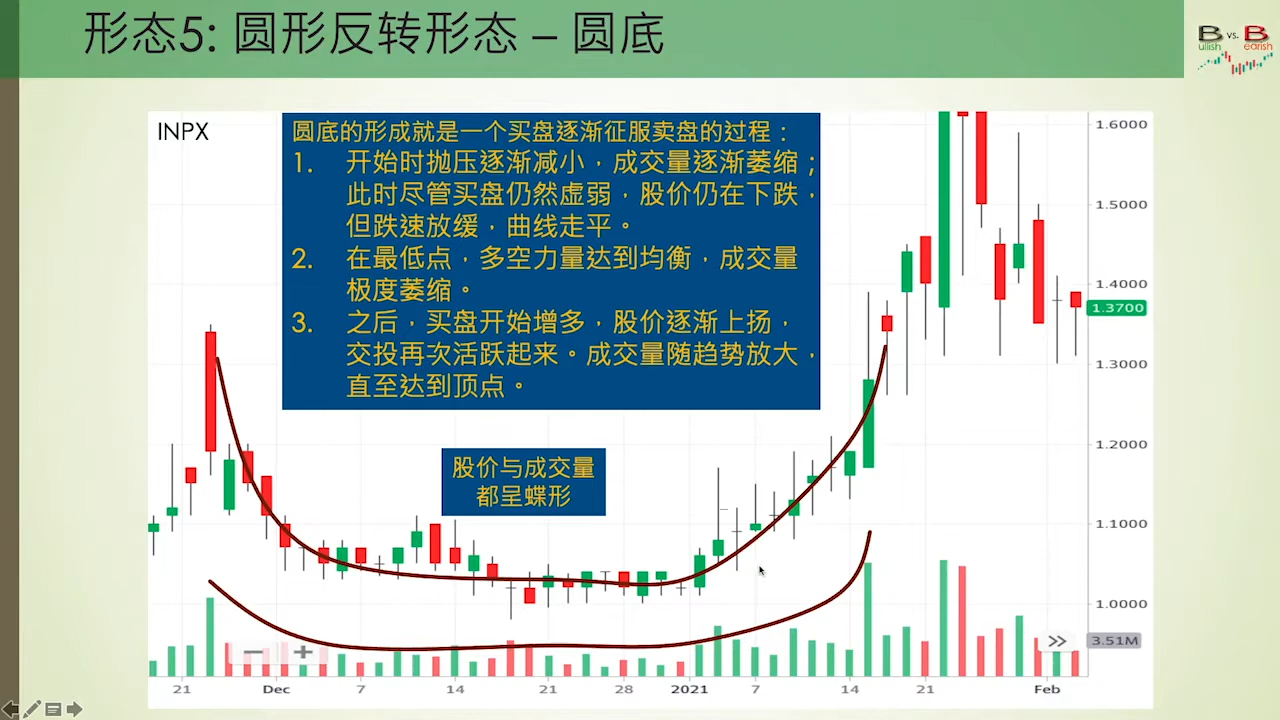 形态5: 圆形反转形态 – 圆底
B vs. B
ullish earish
INPX
圆底的形成就是一个买盘逐渐征服卖盘的过程：
1. 开始时抛压逐渐减小，成交量逐渐萎缩；
此时尽管买盘仍然虚弱，股价仍在下跌，
但跌速放缓，曲线走平。
2. 在最低点，多空力量达到均衡，成交量
极度萎缩。
3. 之后，买盘开始增多，股价逐渐上扬，
交投再次活跃起来。成交量随趋势放大，
直至达到顶点。
股价与成交量
都呈蝶形
1.6000
1.5000
1.4000
1.3700
1.3000
1.2000
1.1000
1.0000
3.51M
21 Dec 7 14 21 28 2021 7 14 21 Feb